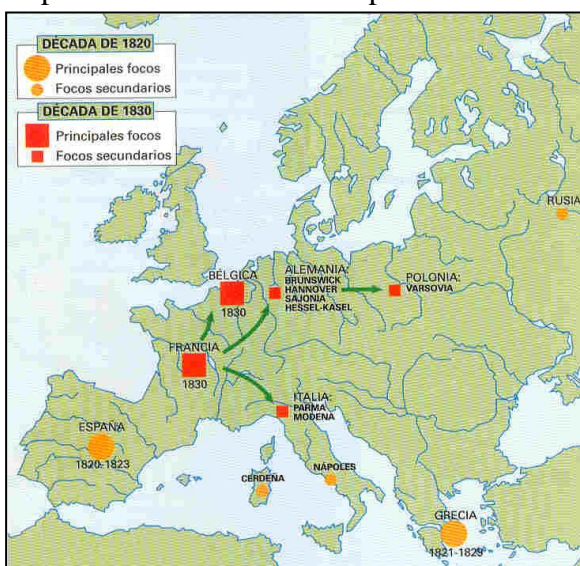 DÉCADA DE 1820
Principales focos
Focos secundarios
DÉCADA DE 1830
Principales focos
Focos secundarios
RUSIA
BÉLGICA
1830
ALEMANIA:
BRUNSWICK
HANNOVER
SAJONIA
HESSEL-KASEL
POLONIA:
VARSOVIA
FRANCIA
1830
ITALIA:
PARMA
MODENA
ESPAÑA
1820-1823
CERDEÑA
NÁPOLES
GRECIA
1821-1829